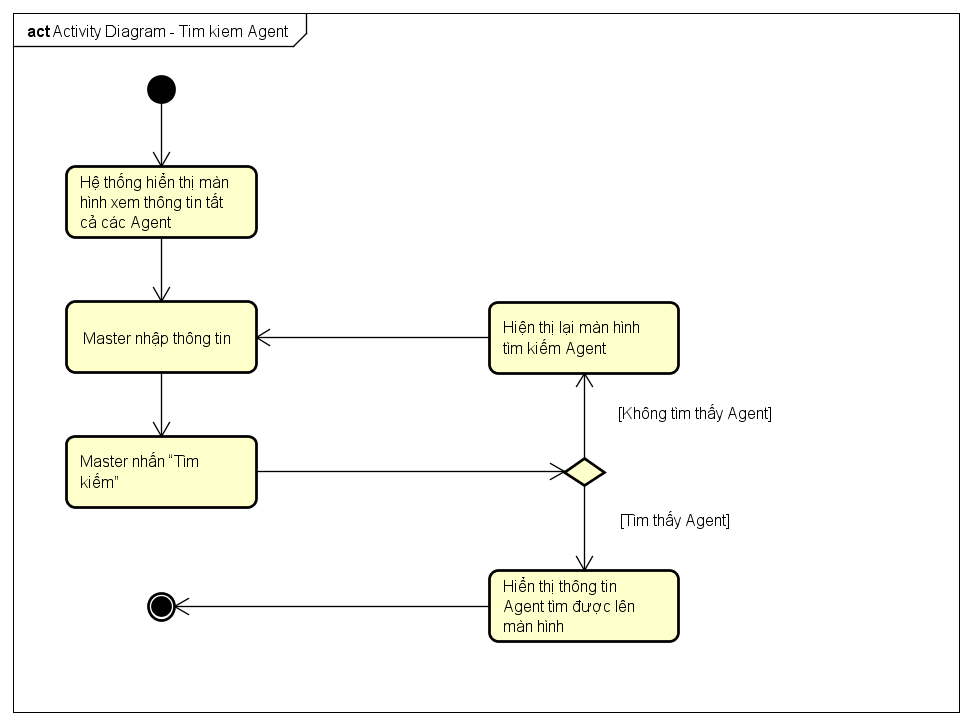 act Activity Diagram - Tim kiem Agent
Hệ thống hiển thị màn
hình xem thông tin tất
cả các Agent
Master nhập thông tin
Hiện thị lại màn hình
tìm kiếm Agent
[Không tìm thấy Agent]
Master nhấn “Tìm
kiếm”
[Tìm thấy Agent]
Hiển thị thông tin
Agent tìm được lên
màn hình